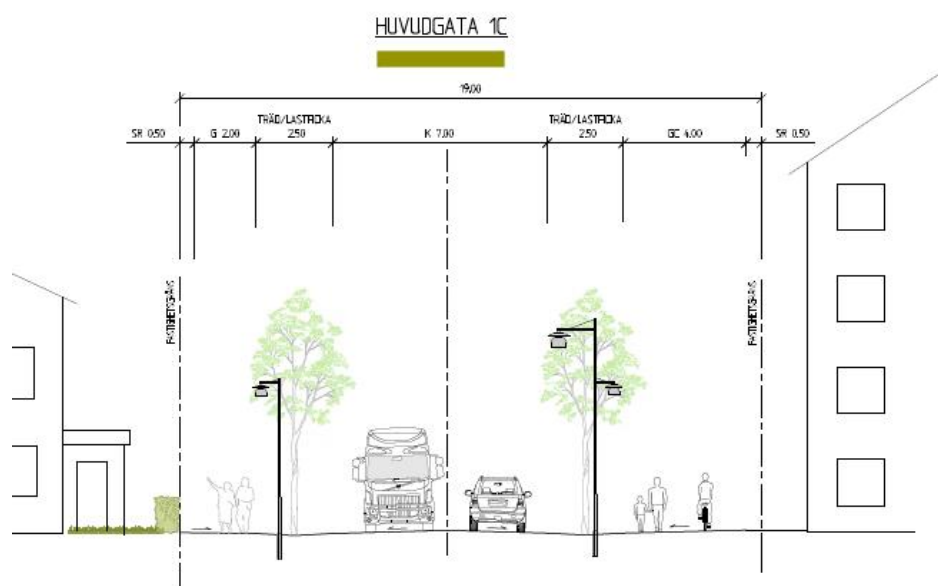 HUVUDGATA 1C
19,00
TRÄD/LASTFICKA TRÄD/LASTFICKA
SR 0.50 G 2.00 2.50 K 7.00 2.50 GC 4.00 SR 0.50
FASTIGHETSGRÄNS FASTIGHETSGRÄNS